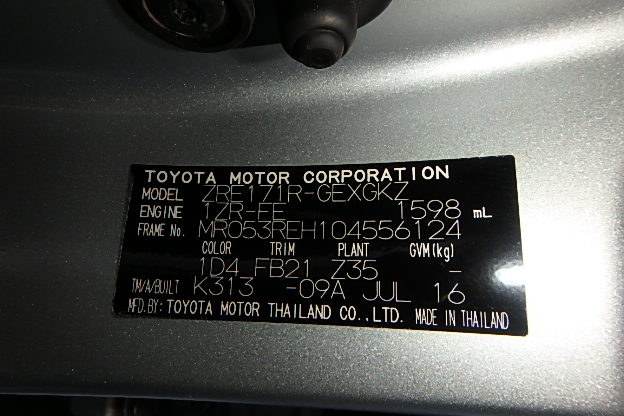 TOYOTA MOTOR CORPORATION
MODEL ZRE171R-GEXGKZ
ENGINE 1ZR-FE 1598 mL
FRAME No. MR053REH104556124
COLOR TRIM PLANT GVM(kg)
1D4 FB21 Z35 -
TM/A/BUILT K313 -09A JUL 16
MFD.BY: TOYOTA MOTOR THAILAND CO.,LTD. MADE IN THAILAND